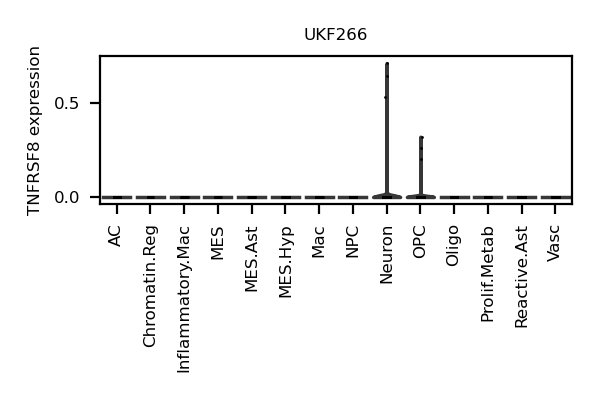 UKF266
TNFRSF8 expression
0.5
0.0
AC
Chromatin.Reg
Inflammatory.Mac
MES
MES.Ast
MES.Hyp
Mac
NPC
Neuron
OPC
Oligo
Prolif.Metab
Reactive.Ast
Vasc